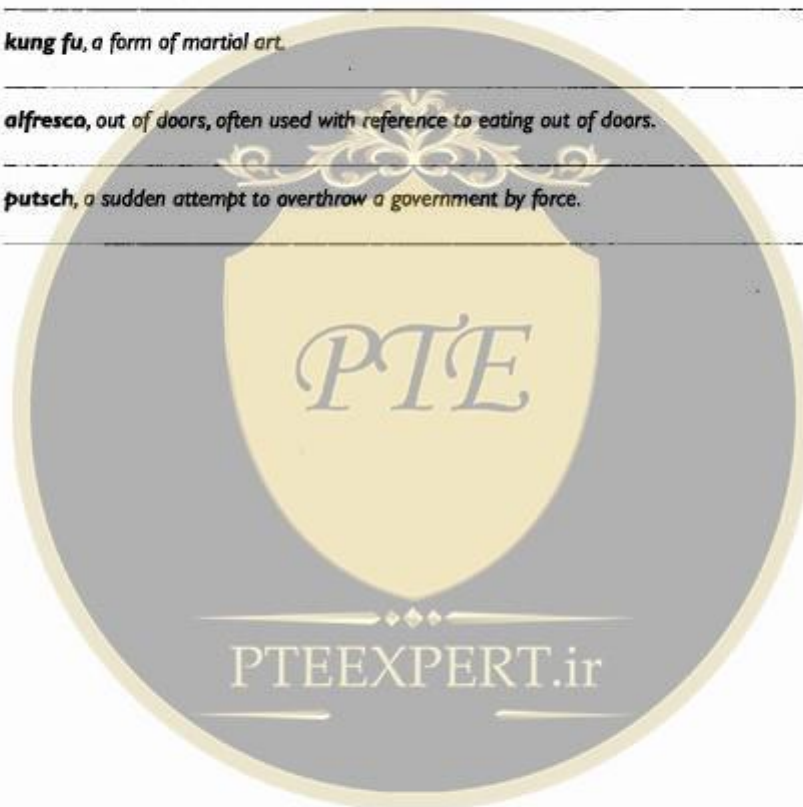 kung fu, a form of martial art.
alfresco, out of doors, often used with reference to eating out of doors.
putsch, a sudden attempt to overthrow a government by force.
PTE
PTEEXPERT.ir